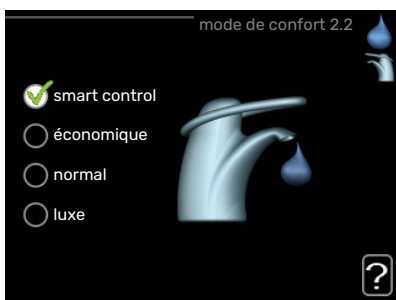 mode de confort 2.2
smart control
économique
normal
luxe
?